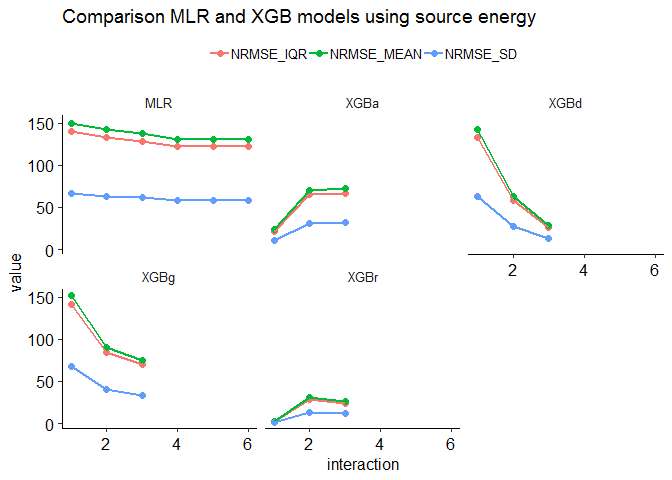 Comparison MLR and XGB models using source energy
NRMSE_IQR NRMSE_MEAN NRMSE_SD
MLR XGBa XGBd
150
100
50
0
2 4 6
value
XGBg XGBr
150
100
50
0
2 4 6 2 4 6
interaction